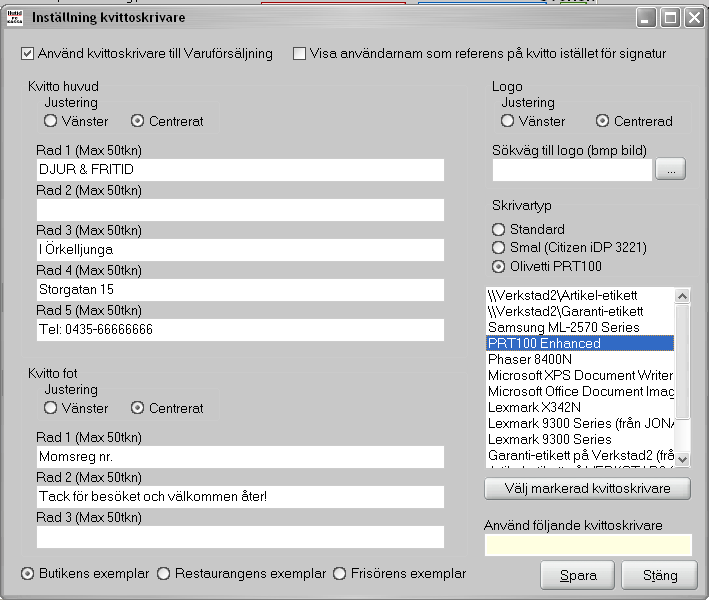 Inställning kvittoskrivare
Använd kvittoskrivare till Varuförsäljning
Visa användarnam som referens på kvitto istället för signatur
Kvitto huvud
Justering
Vänster
Centrerat
Rad 1 (Max 50tkn)
DJUR & FRITID
Rad 2 (Max 50tkn)
Rad 3 (Max 50tkn)
I Örkelljunga
Rad 4 (Max 50tkn)
Storgatan 15
Rad 5 (Max 50tkn)
Tel: 0435-66666666
Kvitto fot
Justering
Vänster
Centrerat
Rad 1 (Max 50tkn)
Momsreg nr.
Rad 2 (Max 50tkn)
Tack för besöket och välkommen åter!
Rad 3 (Max 50tkn)
Butikens exemplar
Restaurangens exemplar
Frisörens exemplar
Logo
Justering
Vänster
Centrerad
Sökväg till logo (bmp bild)
...
Skrivartyp
Standard
Smal (Citizen iDP 3221)
Olivetti PRT100
\\Verkstad2\Artikel-etikett
\\Verkstad2\Garanti-etikett
Samsung ML-2570 Series
PRT100 Enhanced
Phaser 8400N
Microsoft XPS Document Writer
Microsoft Office Document Imag
Lexmark X342N
Lexmark 9300 Series (från JONA
Lexmark 9300 Series
Garanti-etikett på Verkstad2 (frå
Välj markerad kvittoskrivare
Använd följande kvittoskrivare
Spara
Stäng